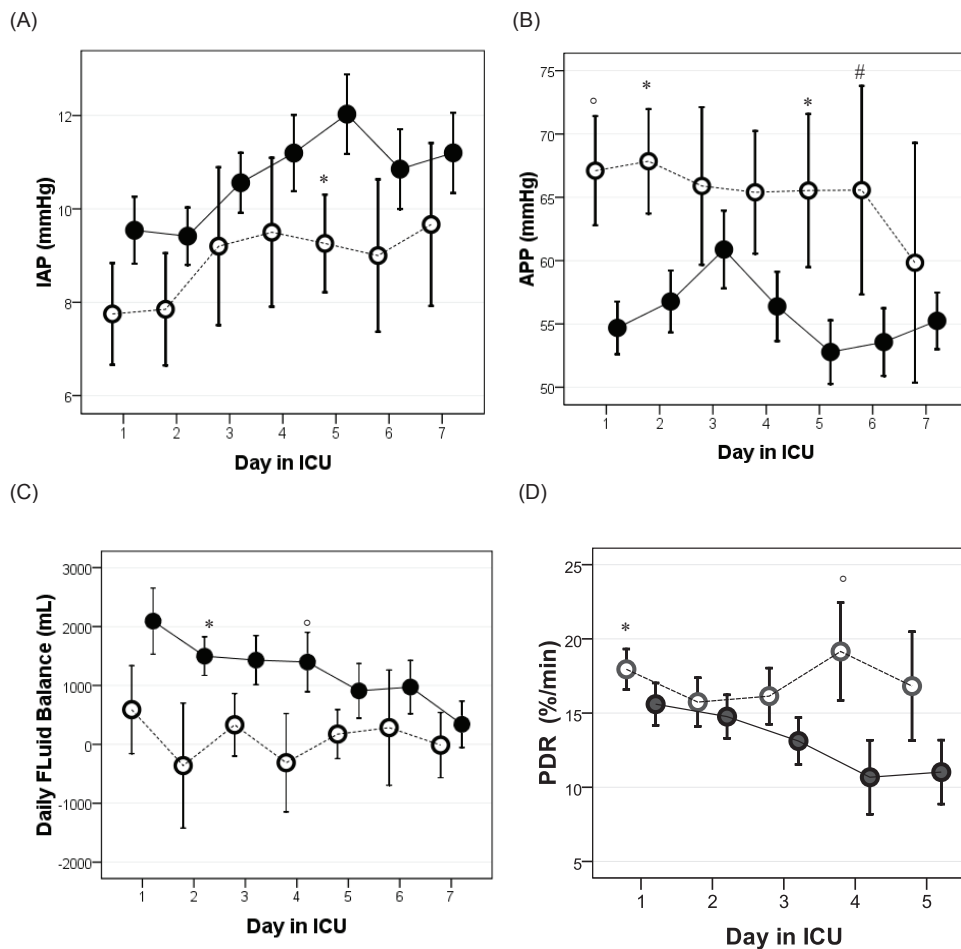 (A)
(B)
IAP (mmHg)
12
10
8
6
*
1 2 3 4 5 6 7
Day in ICU
APP (mmHg)
75
70
65
60
55
50
° * * #
1 2 3 4 5 6 7
Day in ICU
(C)
(D)
Daily FLuid Balance (mL)
3000
2000
1000
0
-1000
-2000
* °
1 2 3 4 5 6 7
Day in ICU
PDR (%/min)
25
20
15
10
5
* °
1 2 3 4 5
Day in ICU